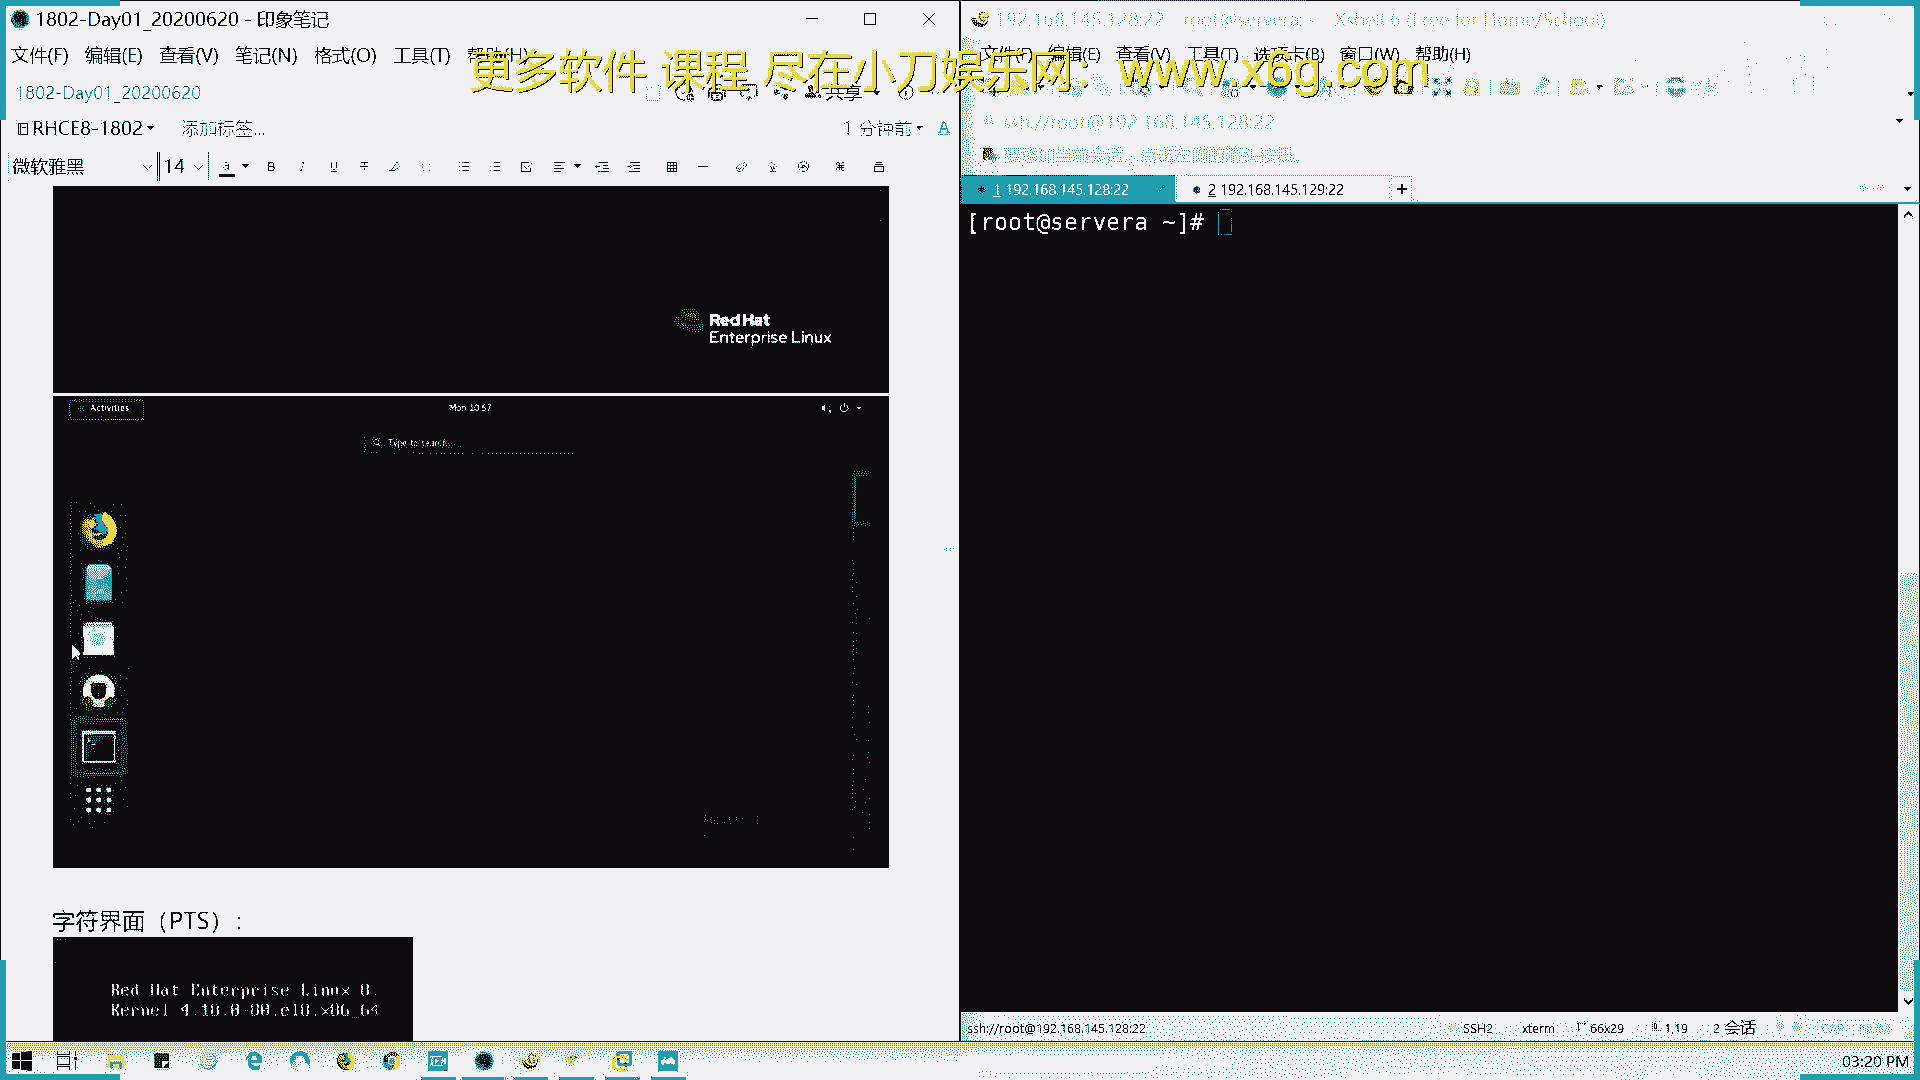 1802-Day01_20200620 - 印象笔记
文件(F) 编辑(E) 查看(V) 笔记(N) 格式(O) 工具(T) 帮助(H)
更多软件 课程 尽在小刀娱乐网：www.x6g.com
1802-Day01_20200620
共享
RHCE8-1802
添加标签...
1 分钟前
微软雅黑
14
Red Hat
Enterprise Linux
Activities
Mon 10:57
Type to search...
字符界面（PTS）：
Red Hat Enterprise Linux 8.
Kernel 4.18.0-80.el8.x86_64
192.168.145.128:22 - root@servera:~ - Xshell 6 (Free for Home/School)
文件(F) 编辑(E) 查看(V) 工具(T) 选项卡(B) 窗口(W) 帮助(H)
ssh://root@192.168.145.128:22
要添加当前会话，点击左侧的箭头按钮。
1 192.168.145.128:22
2 192.168.145.129:22
+
[root@servera ~]#
ssh://root@192.168.145.128:22
SSH2
xterm
66x29
1,19
2 会话
CAP NUM
03:20 PM